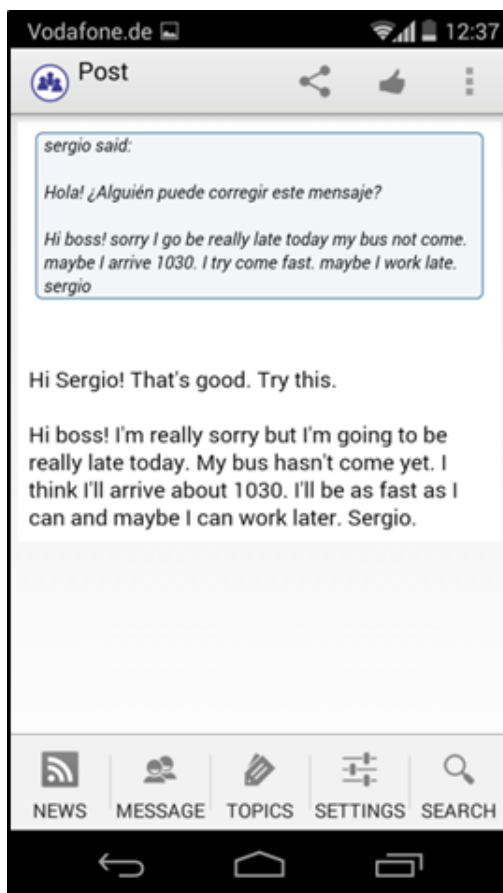 Vodafone.de 12:37
Post
sergio said:
Hola! ¿Alguién puede corregir este mensaje?
Hi boss! sorry I go be really late today my bus not come.
maybe I arrive 1030. I try come fast. maybe I work late.
sergio
Hi Sergio! That's good. Try this.
Hi boss! I'm really sorry but I'm going to be
really late today. My bus hasn't come yet. I
think I'll arrive about 1030. I'll be as fast as I
can and maybe I can work later. Sergio.
NEWS MESSAGE TOPICS SETTINGS SEARCH